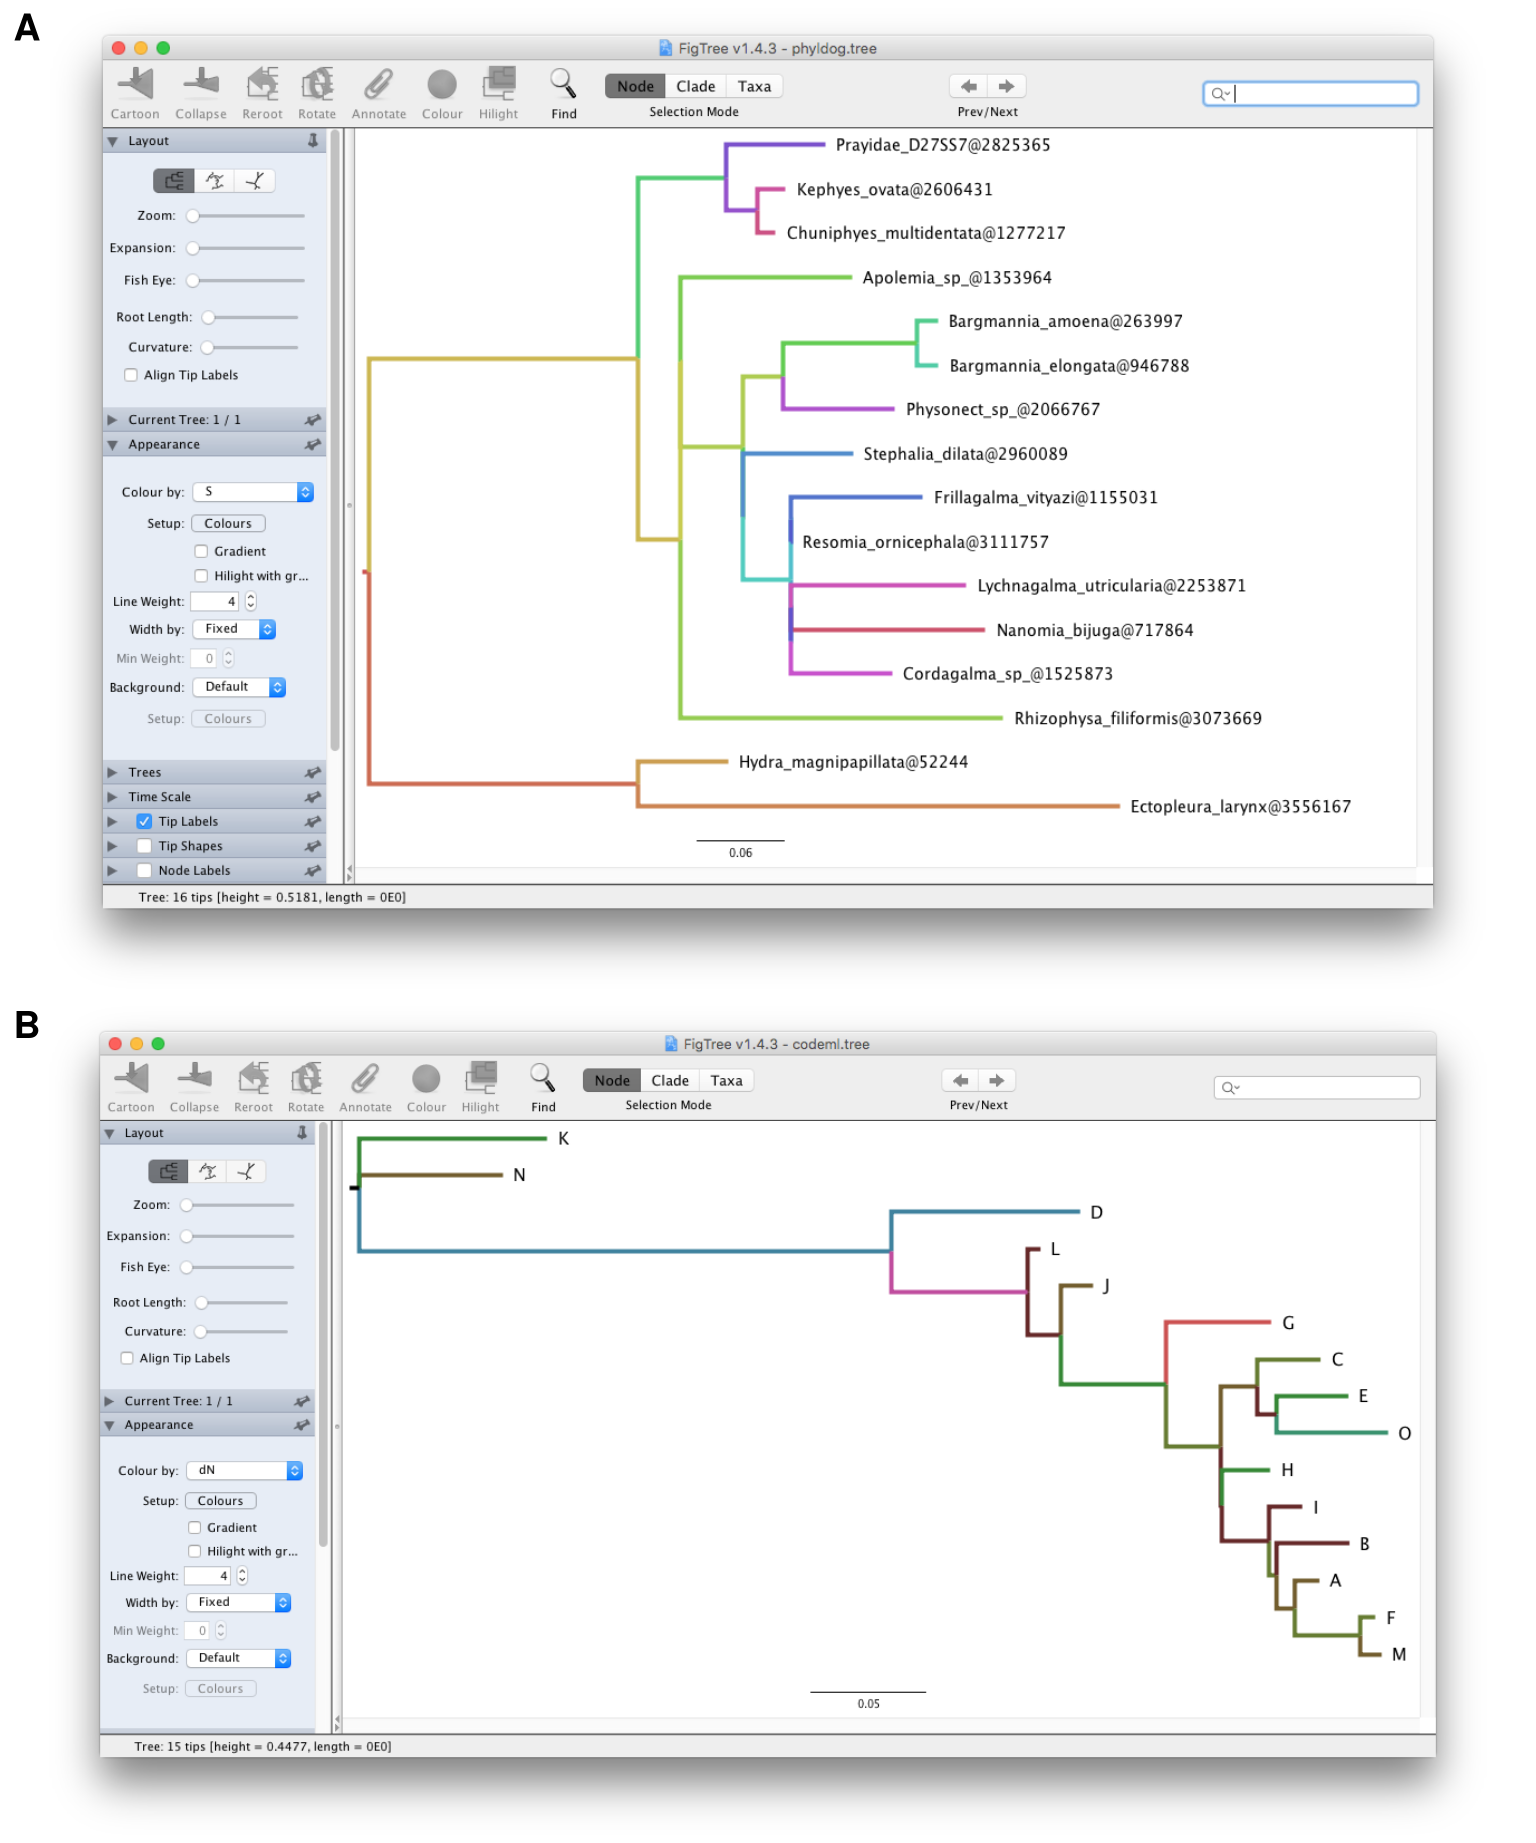 A
FigTree v1.4.3 - phyldog.tree
Cartoon Collapse Reroot Rotate Annotate Colour Hilight Find
Node Clade Taxa
Selection Mode
Prev/Next
Layout
Zoom:
Expansion:
Fish Eye:
Root Length:
Curvature:
Align Tip Labels
Current Tree: 1 / 1
Appearance
Colour by: S
Setup: Colours
Gradient
Hilight with gr...
Line Weight: 4
Width by: Fixed
Min Weight: 0
Background: Default
Setup: Colours
Trees
Time Scale
Tip Labels
Tip Shapes
Node Labels
Prayidae_D27SS7@2825365
Kephyes_ovata@2606431
Chuniphyes_multidentata@1277217
Apolemia_sp_@1353964
Bargmannia_amoena@263997
Bargmannia_elongata@946788
Physonect_sp_@2066767
Stephalia_dilata@2960089
Frillagalma_vityazi@1155031
Resomia_ornicephala@3111757
Lychnagalma_utricularia@2253871
Nanomia_bijuga@717864
Cordagalma_sp_@1525873
Rhizophysa_filiformis@3073669
Hydra_magnipapillata@52244
Ectopleura_larynx@3556167
0.06
Tree: 16 tips [height = 0.5181, length = 0E0]
B
FigTree v1.4.3 - codeml.tree
Cartoon Collapse Reroot Rotate Annotate Colour Hilight Find
Node Clade Taxa
Selection Mode
Prev/Next
Layout
Zoom:
Expansion:
Fish Eye:
Root Length:
Curvature:
Align Tip Labels
Current Tree: 1 / 1
Appearance
Colour by: dN
Setup: Colours
Gradient
Hilight with gr...
Line Weight: 4
Width by: Fixed
Min Weight: 0
Background: Default
Setup: Colours
K
N
D
L
J
G
C
E
O
H
I
B
A
F
M
0.05
Tree: 15 tips [height = 0.4477, length = 0E0]